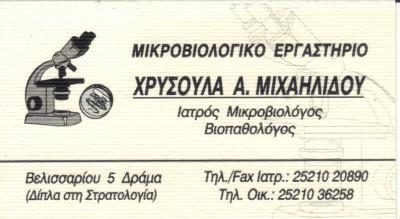 ΜΙΚΡΟΒΙΟΛΟΓΙΚΟ ΕΡΓΑΣΤΗΡΙΟ
ΧΡΥΣΟΥΛΑ Α. ΜΙΧΑΗΛΙΔΟΥ
Ιατρός Μικροβιολόγος
Βιοπαθολόγος
Βελισσαρίου 5 Δράμα
(Δίπλα στη Στρατολογία)
Τηλ./Fax Ιατρ.: 25210 20890
Τηλ. Οικ.: 25210 36258